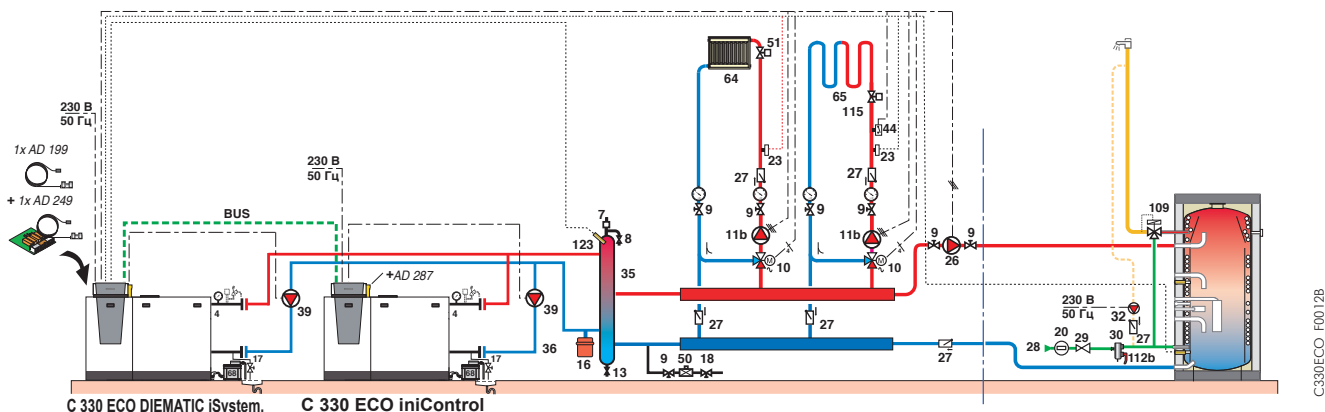 230 В
50 Гц
1x AD 199
+ 1x AD 249
BUS
230 В
50 Гц
+AD 287
4
39
17
68
4
39
36
17
68
7
8
123
35
16
13
9
50
18
64
51
23
27
9
9
11b
10
27
65
115
44
23
27
9
9
11b
10
27
9
26
9
27
109
230 В
50 Гц
32
27
28
20
29
30
112b
C 330 ECO DIEMATIC iSystem.
C 330 ECO iniControl
C330ECO_F0012B